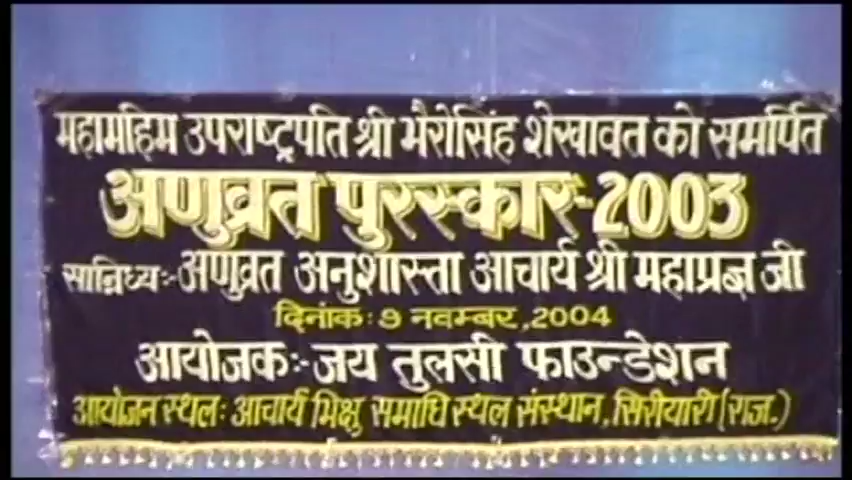 महामहिम उपराष्ट्रपति श्री भैरोसिंह शेखावत को समर्पित
अणुव्रत पुरस्कार-2003
सान्निध्य:-अणुव्रत अनुशास्ता आचार्य श्री महाप्रज्ञ जी
दिनांक: 9 नवम्बर, 2004
आयोजक:-जय तुलसी फाउन्डेशन
आयोजन स्थल: आचार्य भिक्षु समाधि स्थल संस्थान, सिरीयारी (राज.)